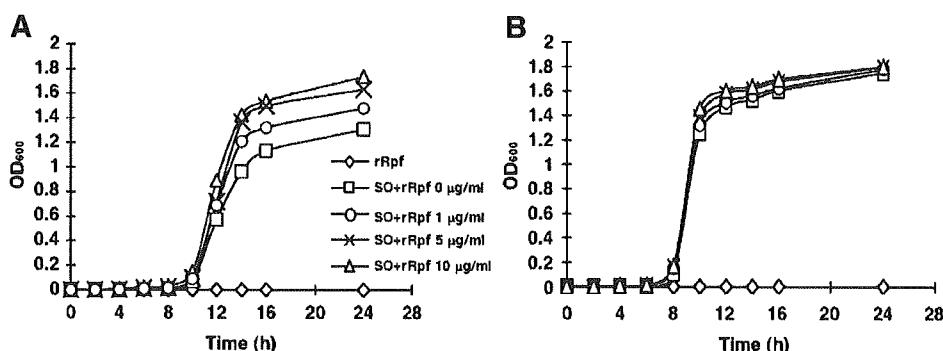 A
OD600
2
1.8
1.6
1.4
1.2
1
0.8
0.6
0.4
0.2
0
0 4 8 12 16 20 24 28
Time (h)
rRpf
SO+rRpf 0 µg/ml
SO+rRpf 1 µg/ml
SO+rRpf 5 µg/ml
SO+rRpf 10 µg/ml
B
OD600
2
1.8
1.6
1.4
1.2
1
0.8
0.6
0.4
0.2
0
0 4 8 12 16 20 24 28
Time (h)